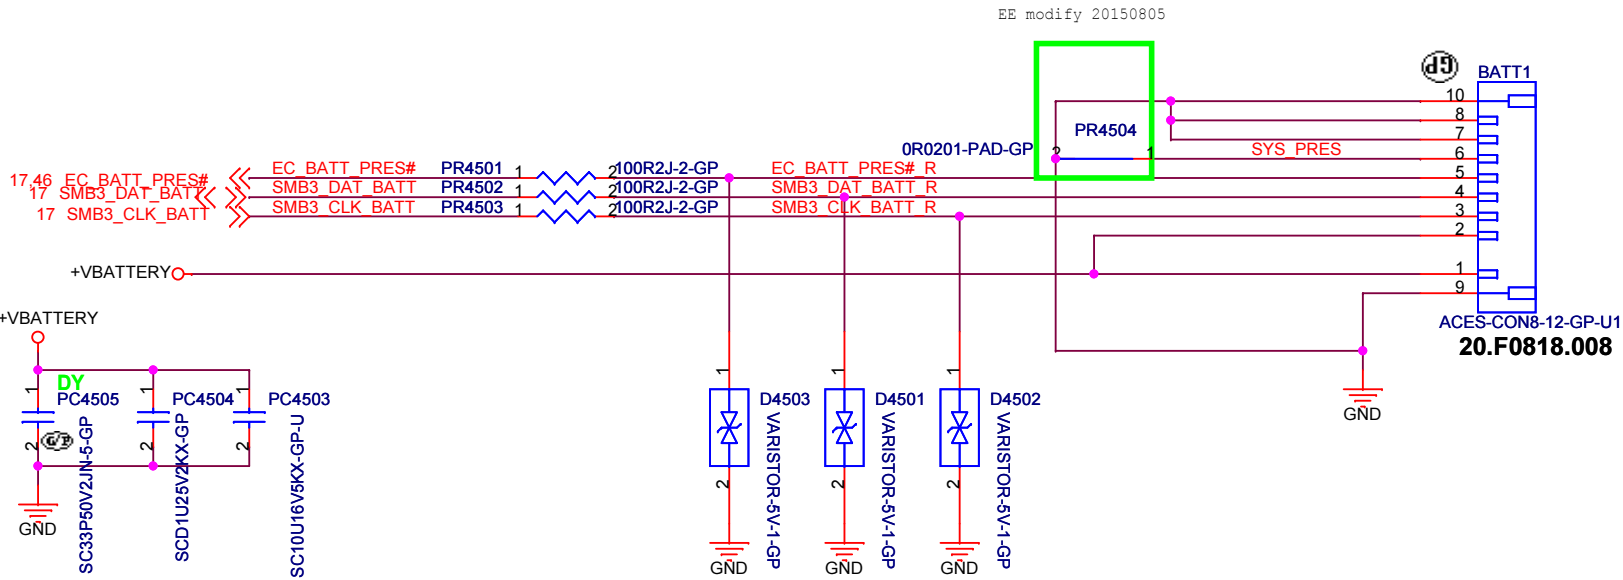 EE modify 20150805
GP
BATT1
10
8
PR4504
7
0R0201-PAD-GP 2 1 SYS_PRES 6
17,46 EC_BATT_PRES# EC_BATT_PRES# PR4501 1 2 100R2J-2-GP EC_BATT_PRES#_R 5
17 SMB3_DAT_BATT SMB3_DAT_BATT PR4502 1 2 100R2J-2-GP SMB3_DAT_BATT_R 4
17 SMB3_CLK_BATT SMB3_CLK_BATT PR4503 1 2 100R2J-2-GP SMB3_CLK_BATT_R 3
2
+VBATTERY 1
9
+VBATTERY
ACES-CON8-12-GP-U1
20.F0818.008
GND
DY
1 PC4505 2
G/P
SC33P50V2JN-5-GP
1 PC4504 2
SCD1U25V2KX-GP
1 PC4503 2
SC10U16V5KX-GP-U
GND
1 D4503 2
VARISTOR-5V-1-GP
GND
1 D4501 2
VARISTOR-5V-1-GP
GND
1 D4502 2
VARISTOR-5V-1-GP
GND